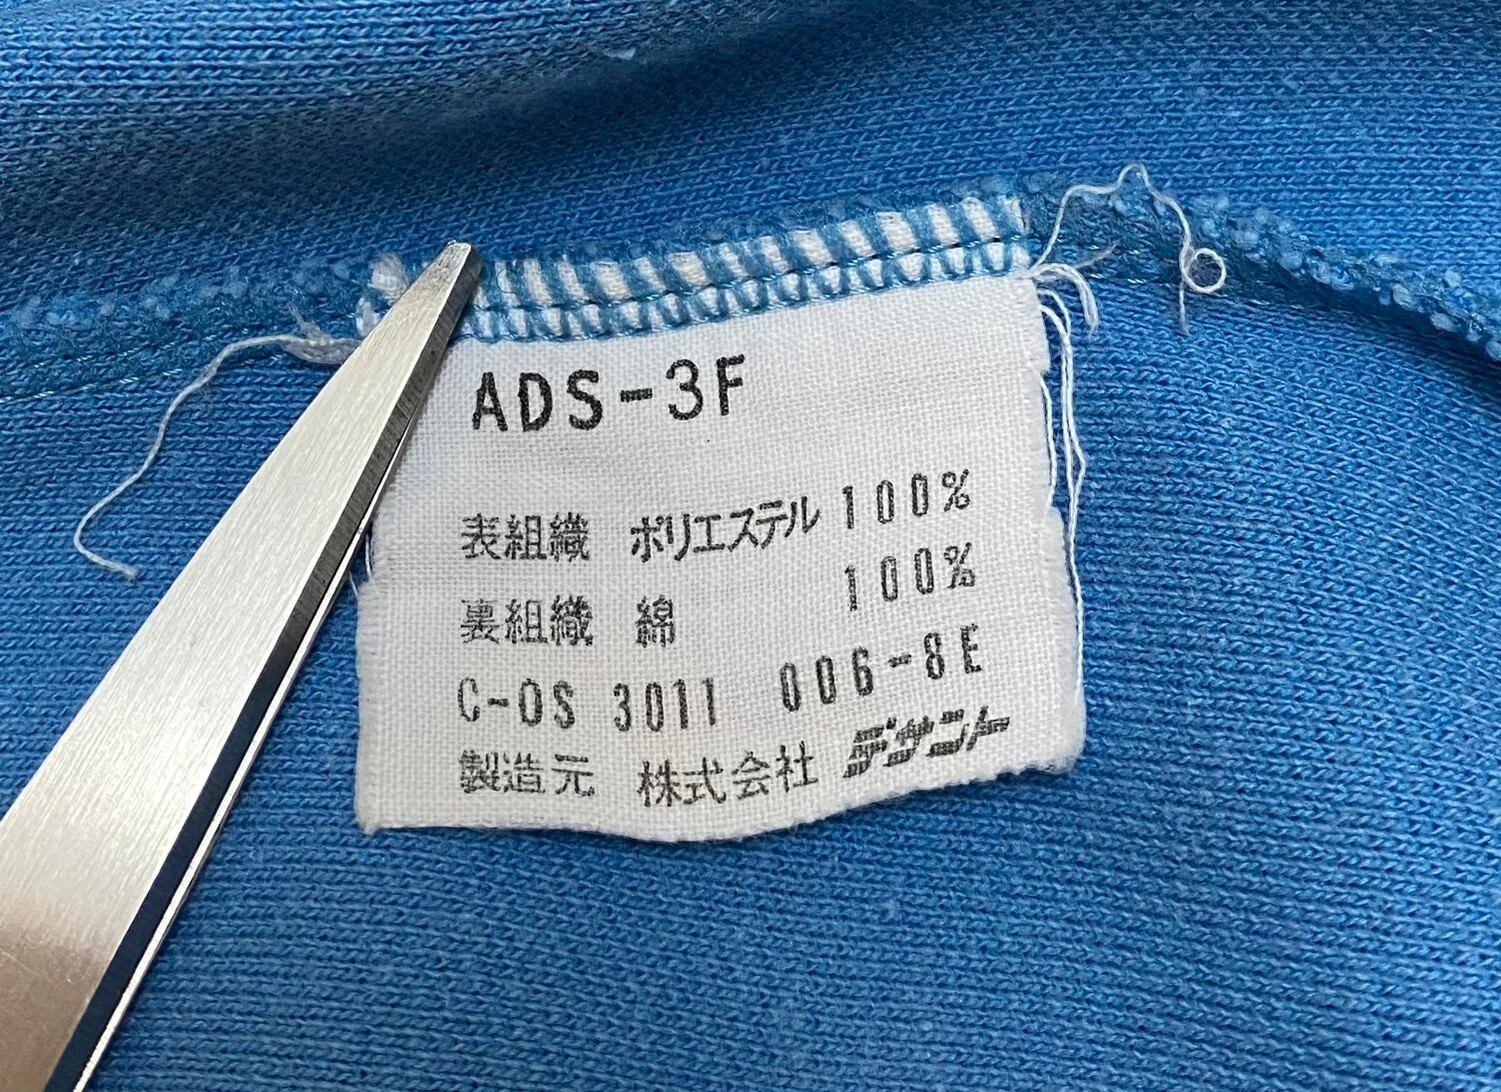 ADS-3F
表組織 ポリエステル 100%
裏組織 綿 100%
C-OS 3011 006-8E
製造元 株式会社 デサント